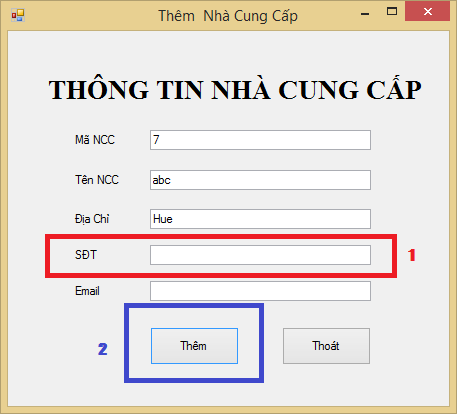 Thêm  Nhà Cung Cấp
THÔNG TIN NHÀ CUNG CẤP
Mã NCC 7
Tên NCC abc
Địa Chỉ Hue
SĐT 1
Email
2 Thêm Thoát